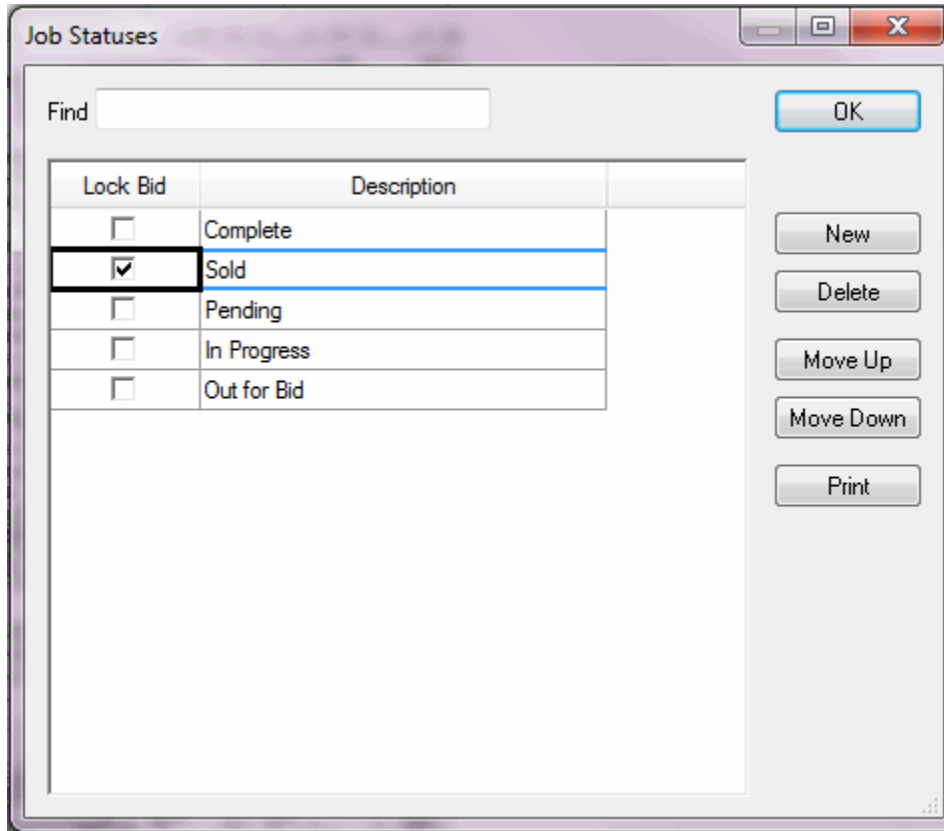 Job Statuses
Find
OK
Lock Bid Description
Complete
Sold
Pending
In Progress
Out for Bid
New
Delete
Move Up
Move Down
Print